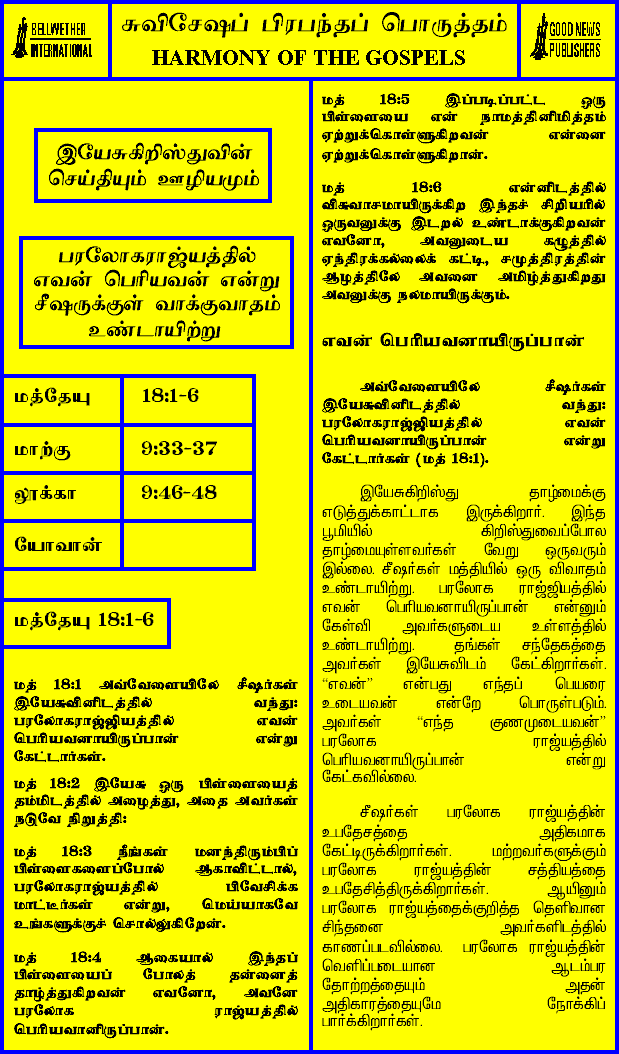 BELLWETHER
INTERNATIONAL
சுவிசேஷப் பிரபந்தப் பொருத்தம்
HARMONY OF THE GOSPELS
GOOD NEWS
PUBLISHERS
இயேசுகிறிஸ்துவின்
செய்தியும் ஊழியமும்
பரலோகராஜ்யத்தில்
எவன் பெரியவன் என்று
சீஷருக்குள் வாக்குவாதம்
உண்டாயிற்று
மத்தேயு 18:1-6
மாற்கு 9:33-37
லூக்கா 9:46-48
யோவான்
மத்தேயு 18:1-6
மத் 18:1 அவ்வேளையிலே சீஷர்கள்
இயேசுவினிடத்தில் வந்து:
பரலோகராஜ்ஜியத்தில் எவன்
பெரியவனாயிருப்பான் என்று
கேட்டார்கள்.
மத் 18:2 இயேசு ஒரு பிள்ளையைத்
தம்மிடத்தில் அழைத்து, அதை அவர்கள்
நடுவே நிறுத்தி:
மத் 18:3 நீங்கள் மனந்திரும்பிப்
பிள்ளைகளைப்போல் ஆகாவிட்டால்,
பரலோகராஜ்யத்தில் பிவேசிக்க
மாட்டீர்கள் என்று, மெய்யாகவே
உங்களுக்குச் சொல்லுகிறேன்.
மத் 18:4 ஆகையால் இந்தப்
பிள்ளையைப் போலத் தன்னைத்
தாழ்த்துகிறவன் எவனோ, அவனே
பரலோக ராஜ்யத்தில்
பெரியவானிருப்பான்.
மத் 18:5 இப்படிப்பட்ட ஒரு
பிள்ளையை என் நாமத்தினிமித்தம்
ஏற்றுக்கொள்ளுகிறவன் என்னை
ஏற்றுக்கொள்ளுகிறான்.
மத் 18:6 என்னிடத்தில்
விசுவாசமாயிருக்கிற இந்தச் சிறியரில்
ஒருவனுக்கு இடறல் உண்டாக்குகிறவன்
எவனோ, அவனுடைய கழுத்தில்
ஏந்திரக்கல்லைக் கட்டி, சமுத்திரத்தின்
ஆழத்திலே அவனை அமிழ்த்துகிறது
அவனுக்கு நலமாயிருக்கும்.
எவன் பெரியவனாயிருப்பான்
அவ்வேளையிலே சீஷர்கள்
இயேசுவினிடத்தில் வந்து:
பரலோகராஜ்ஜியத்தில் எவன்
பெரியவனாயிருப்பான் என்று
கேட்டார்கள் (மத் 18:1).
இயேசுகிறிஸ்து தாழ்மைக்கு
எடுத்துக்காட்டாக இருக்கிறார். இந்த
பூமியில் கிறிஸ்துவைப்போல
தாழ்மையுள்ளவர்கள் வேறு ஒருவரும்
இல்லை. சீஷர்கள் மத்தியில் ஒரு விவாதம்
உண்டாயிற்று. பரலோக ராஜ்ஜியத்தில்
எவன் பெரியவனாயிருப்பான் என்னும்
கேள்வி அவர்களுடைய உள்ளத்தில்
உண்டாயிற்று. தங்கள் சந்தேகத்தை
அவர்கள் இயேசுவிடம் கேட்கிறார்கள்.
“எவன்” என்பது எந்தப் பெயரை
உடையவன் என்றே பொருள்படும்.
அவர்கள் “எந்த குணமுடையவன்”
பரலோக ராஜ்யத்தில்
பெரியவனாயிருப்பான் என்று
கேட்கவில்லை.
சீஷர்கள் பரலோக ராஜ்யத்தின்
உபதேசத்தை அதிகமாக
கேட்டிருக்கிறார்கள். மற்றவர்களுக்கும்
பரலோக ராஜ்யத்தின் சத்தியத்தை
உபதேசித்திருக்கிறார்கள். ஆயினும்
பரலோக ராஜ்யத்தைக்குறித்த தெளிவான
சிந்தனை அவர்களிடத்தில்
காணப்படவில்லை. பரலோக ராஜ்யத்தின்
வெளிப்படையான ஆடம்பர
தோற்றத்தையும் அதன்
அதிகாரத்தையுமே நோக்கிப்
பார்க்கிறார்கள்.